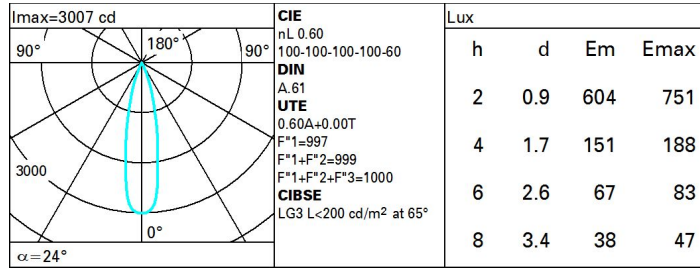 Imax=3007 cd
90° 180° 90°
3000
0°
α=24°
CIE
nL 0.60
100-100-100-100-60
DIN
A.61
UTE
0.60A+0.00T
F"1=997
F"1+F"2=999
F"1+F"2+F"3=1000
CIBSE
LG3 L<200 cd/m² at 65°
Lux
h d Em Emax
2 0.9 604 751
4 1.7 151 188
6 2.6 67 83
8 3.4 38 47